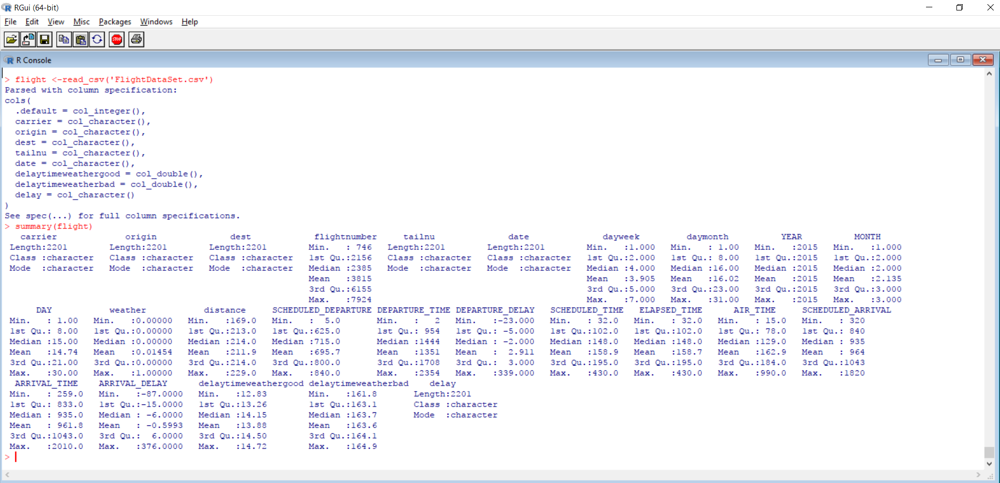 RGui (64-bit)
File Edit View Misc Packages Windows Help
STOP
R Console
> flight <-read_csv('FlightDataSet.csv')
Parsed with column specification:
cols(
  .default = col_integer(),
  carrier = col_character(),
  origin = col_character(),
  dest = col_character(),
  tailnu = col_character(),
  date = col_character(),
  delaytimeweathergood = col_double(),
  delaytimeweatherbad = col_double(),
  delay = col_character()
)
See spec(...) for full column specifications.
> summary(flight)
   carrier             origin              dest            flightnumber     tailnu              date              dayweek         daymonth          YEAR          MONTH
 Length:2201        Length:2201        Length:2201        Min.   : 746   Length:2201        Length:2201        Min.   :1.000   Min.   : 1.00   Min.   :2015   Min.   :1.000
 Class :character   Class :character   Class :character   1st Qu.:2156   Class :character   Class :character   1st Qu.:2.000   1st Qu.: 8.00   1st Qu.:2015   1st Qu.:2.000
 Mode  :character   Mode  :character   Mode  :character   Median :2385   Mode  :character   Mode  :character   Median :4.000   Median :16.00   Median :2015   Median :2.000
 Mean   :3815   Mean   :3.905   Mean   :16.02   Mean   :2015   Mean   :2.135
 3rd Qu.:6155   3rd Qu.:5.000   3rd Qu.:23.00   3rd Qu.:2015   3rd Qu.:3.000
 Max.   :7924   Max.   :7.000   Max.   :31.00   Max.   :2015   Max.   :3.000
      DAY           weather           distance     SCHEDULED_DEPARTURE DEPARTURE_TIME DEPARTURE_DELAY   SCHEDULED_TIME   ELAPSED_TIME      AIR_TIME     SCHEDULED_ARRIVAL
 Min.   : 1.00   Min.   :0.00000   Min.   :169.0   Min.   :  5.0       Min.   :   2   Min.   :-23.000   Min.   : 32.0   Min.   : 32.0   Min.   : 15.0   Min.   : 320
 1st Qu.: 8.00   1st Qu.:0.00000   1st Qu.:213.0   1st Qu.:625.0       1st Qu.: 954   1st Qu.: -5.000   1st Qu.:102.0   1st Qu.:102.0   1st Qu.: 78.0   1st Qu.: 840
 Median :15.00   Median :0.00000   Median :214.0   Median :715.0       Median :1444   Median : -2.000   Median :148.0   Median :148.0   Median :129.0   Median : 935
 Mean   :14.74   Mean   :0.01454   Mean   :211.9   Mean   :695.7       Mean   :1351   Mean   :  2.911   Mean   :158.9   Mean   :158.7   Mean   :162.9   Mean   : 964
 3rd Qu.:21.00   3rd Qu.:0.00000   3rd Qu.:214.0   3rd Qu.:800.0       3rd Qu.:1708   3rd Qu.:  3.000   3rd Qu.:195.0   3rd Qu.:195.0   3rd Qu.:184.0   3rd Qu.:1043
 Max.   :30.00   Max.   :1.00000   Max.   :229.0   Max.   :840.0       Max.   :2354   Max.   :339.000   Max.   :430.0   Max.   :430.0   Max.   :990.0   Max.   :1820
  ARRIVAL_TIME    ARRIVAL_DELAY      delaytimeweathergood delaytimeweatherbad    delay
 Min.   : 259.0   Min.   :-87.0000   Min.   :12.83        Min.   :161.8       Length:2201
 1st Qu.: 833.0   1st Qu.:-15.0000   1st Qu.:13.26        1st Qu.:163.1       Class :character
 Median : 935.0   Median : -6.0000   Median :14.15        Median :163.7       Mode  :character
 Mean   : 961.8   Mean   : -0.5993   Mean   :13.88        Mean   :163.6
 3rd Qu.:1043.0   3rd Qu.:  6.0000   3rd Qu.:14.50        3rd Qu.:164.1
 Max.   :2010.0   Max.   :376.0000   Max.   :14.72        Max.   :164.9
>